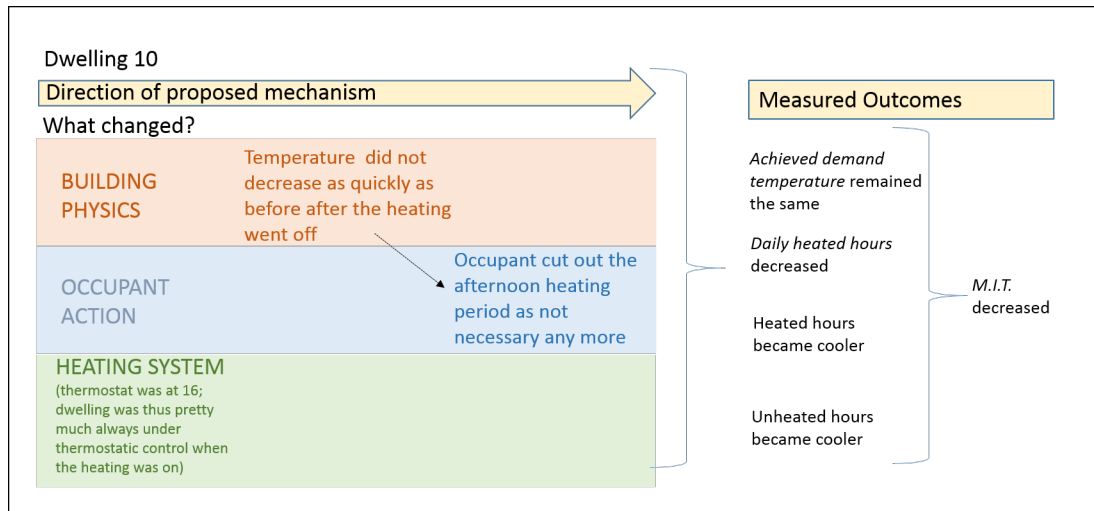 Dwelling 10
Direction of proposed mechanism
What changed?
BUILDING
PHYSICS
Temperature did not
decrease as quickly as
before after the heating
went off
OCCUPANT
ACTION
Occupant cut out the
afternoon heating
period as not
necessary any more
HEATING SYSTEM
(thermostat was at 16;
dwelling was thus pretty
much always under
thermostatic control when
the heating was on)
Measured Outcomes
Achieved demand
temperature remained
the same
Daily heated hours
decreased
Heated hours
became cooler
Unheated hours
became cooler
M.I.T.
decreased